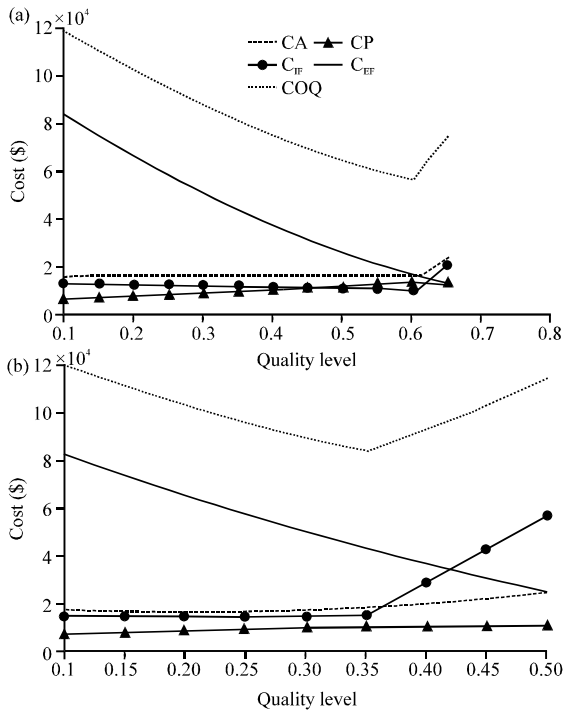 (a)
12×10⁴
10
8
6
4
2
0
Cost ($)
CA CP
C_IF C_EF
COQ
0.1 0.2 0.3 0.4 0.5 0.6 0.7 0.8
Quality level
(b)
12×10⁴
10
8
6
4
2
0
Cost ($)
0.1 0.15 0.20 0.25 0.30 0.35 0.40 0.45 0.50
Quality level